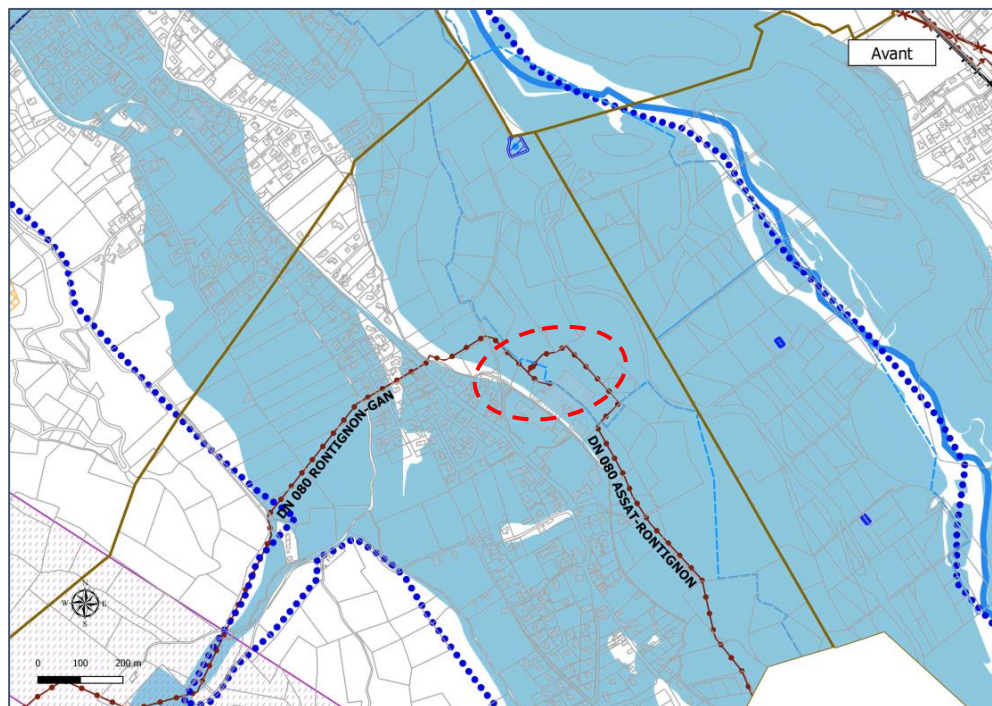 Avant
DN 080 RONTIGNON-GAN
DN 080 ASSAT-RONTIGNON
N
W E
S
0 100 200 m